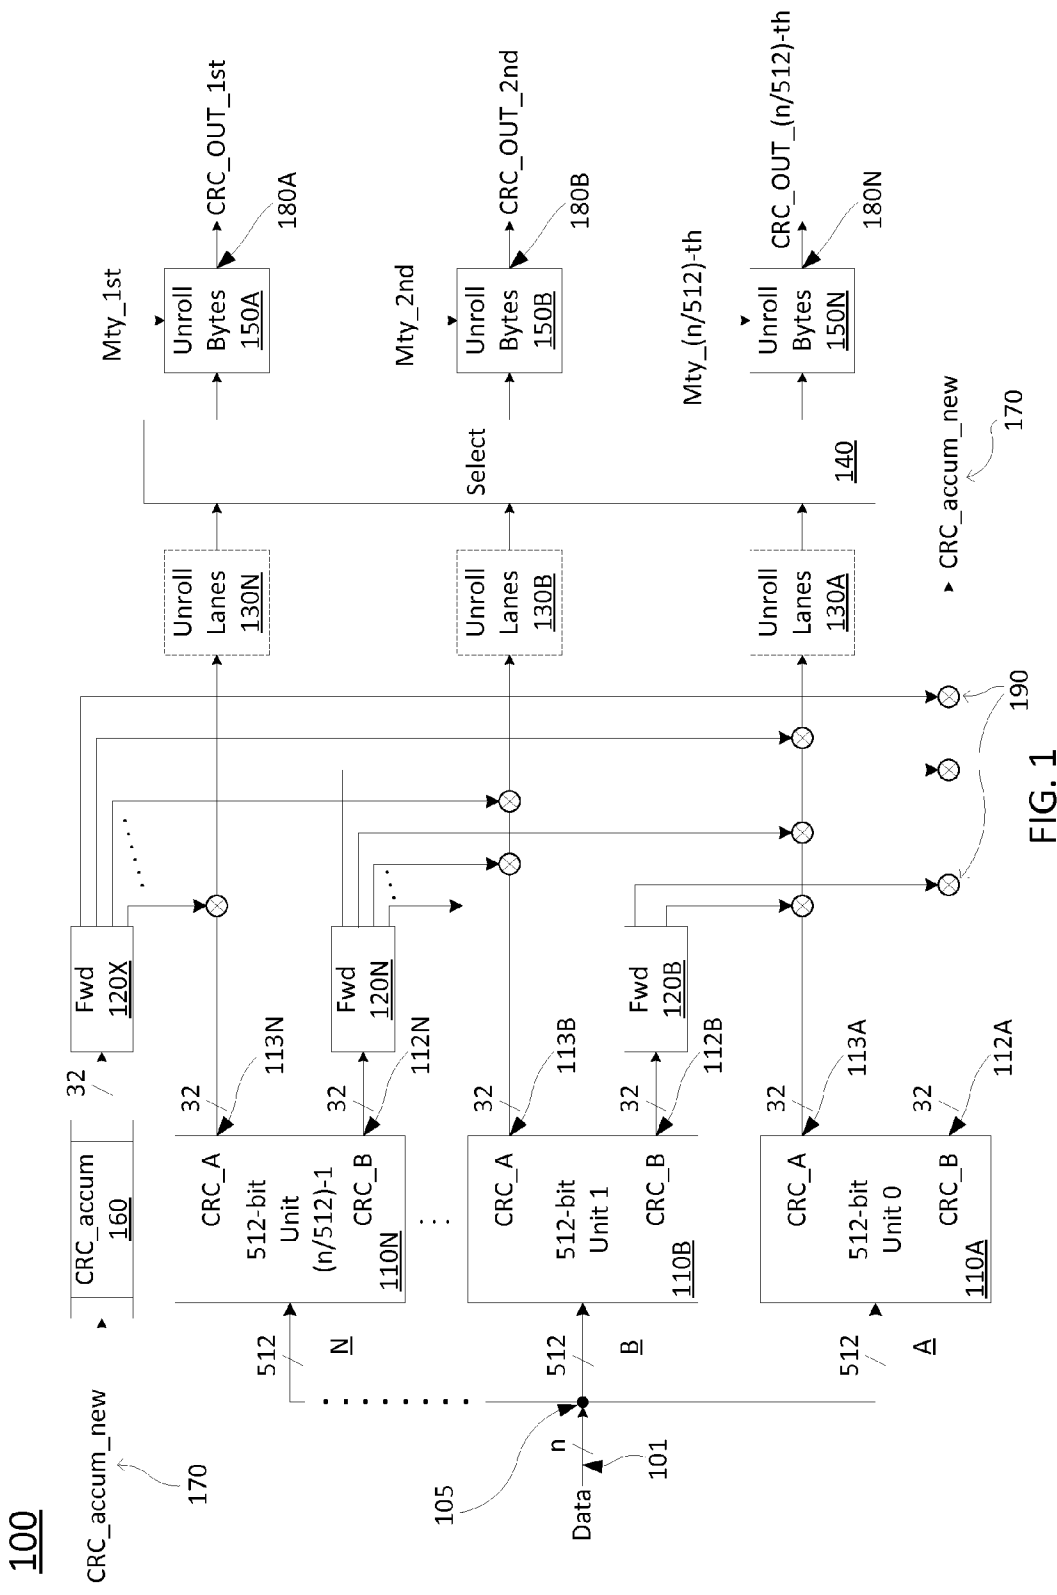 100
CRC_accum_new
170
CRC_accum
160
32
Fwd
120X
Data
n
101
105
512
N
512
B
512
A
CRC_A
512-bit
Unit
(n/512)-1
CRC_B
110N
32
113N
32
112N
Fwd
120N
CRC_A
512-bit
Unit 1
CRC_B
110B
32
113B
32
112B
Fwd
120B
CRC_A
512-bit
Unit 0
CRC_B
110A
32
113A
32
112A
190
CRC_accum_new
170
Unroll
Lanes
130N
Unroll
Lanes
130B
Unroll
Lanes
130A
Select
140
Mty_1st
Unroll
Bytes
150A
CRC_OUT_1st
180A
Mty_2nd
Unroll
Bytes
150B
CRC_OUT_2nd
180B
Mty_(n/512)-th
Unroll
Bytes
150N
CRC_OUT_(n/512)-th
180N
FIG. 1